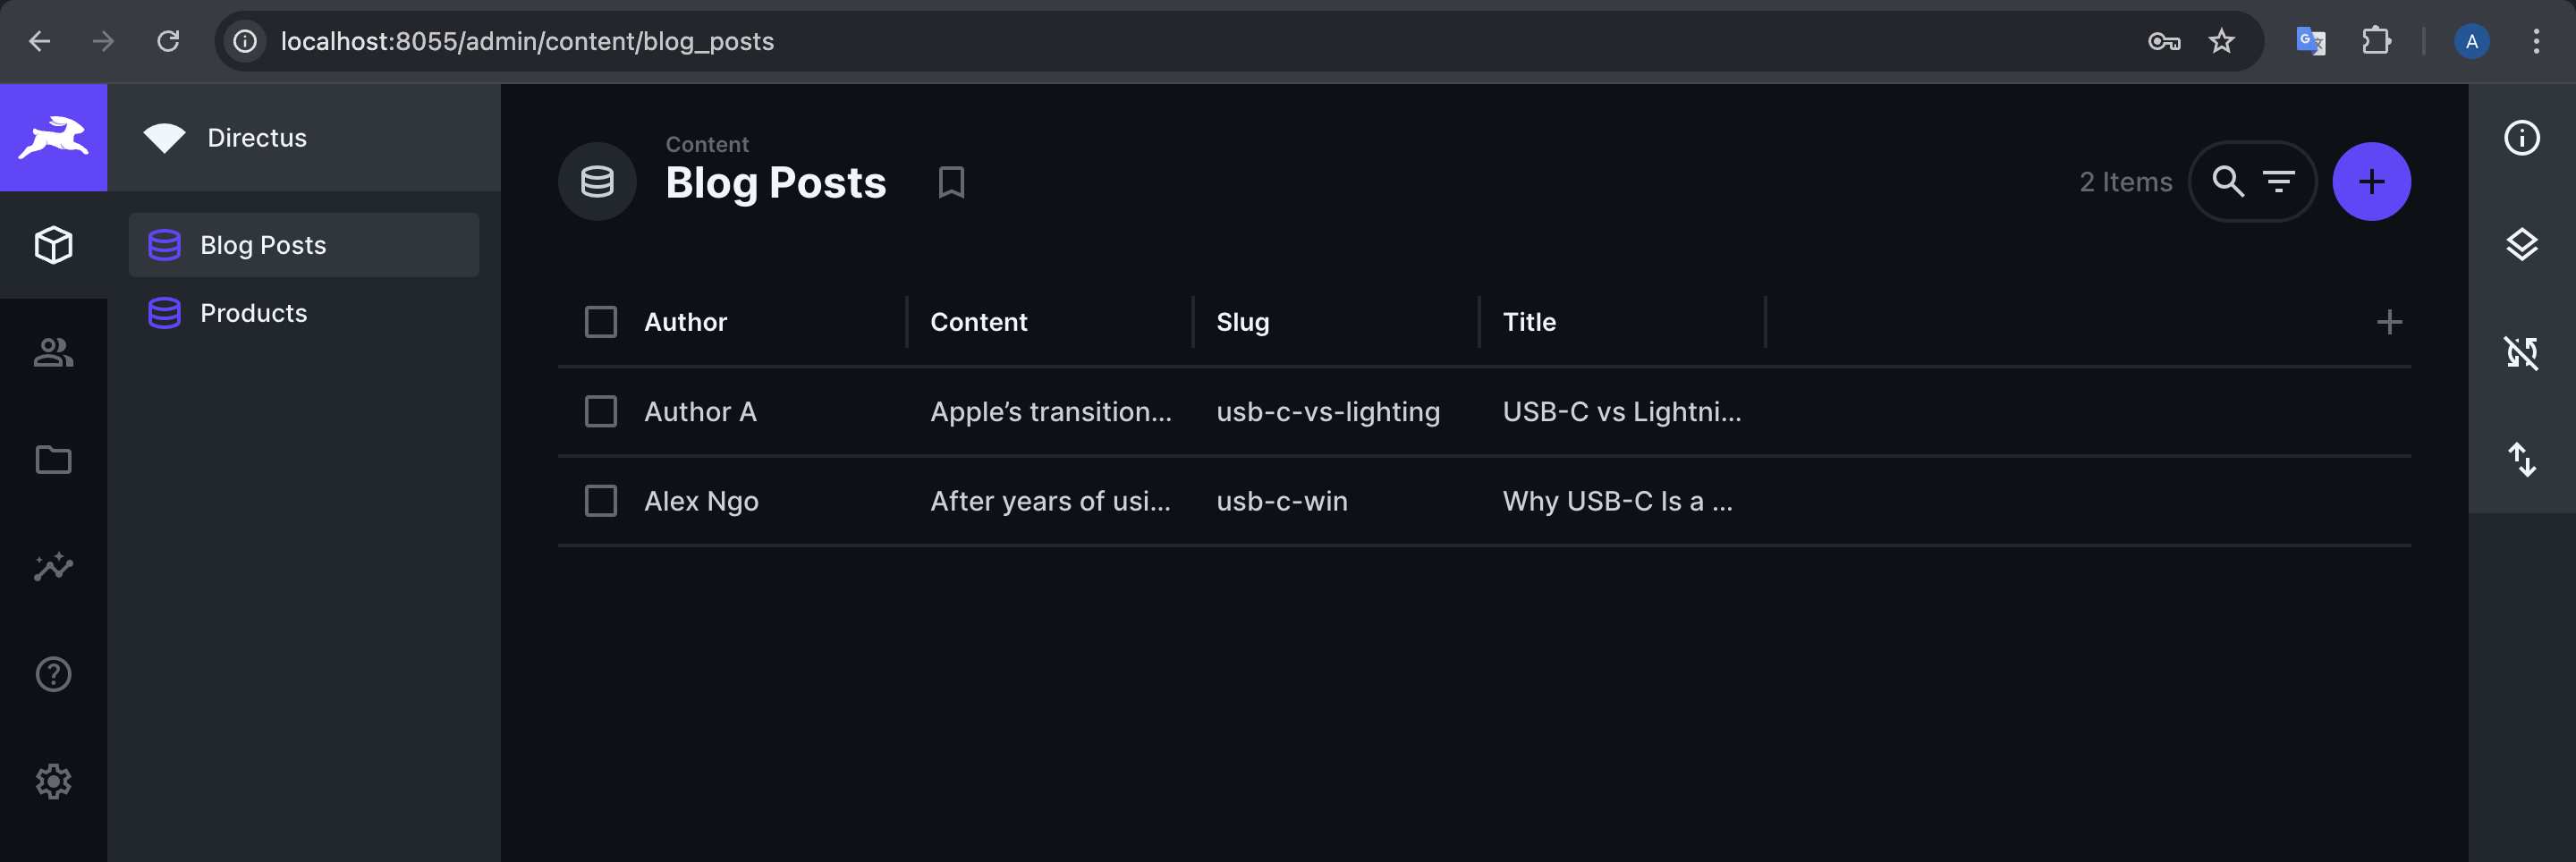 localhost:8055/admin/content/blog_posts
A
Directus
Blog Posts
Products
Content
Blog Posts
2 Items
Author Content Slug Title
Author A Apple’s transition... usb-c-vs-lighting USB-C vs Lightni...
Alex Ngo After years of usi... usb-c-win Why USB-C Is a ...